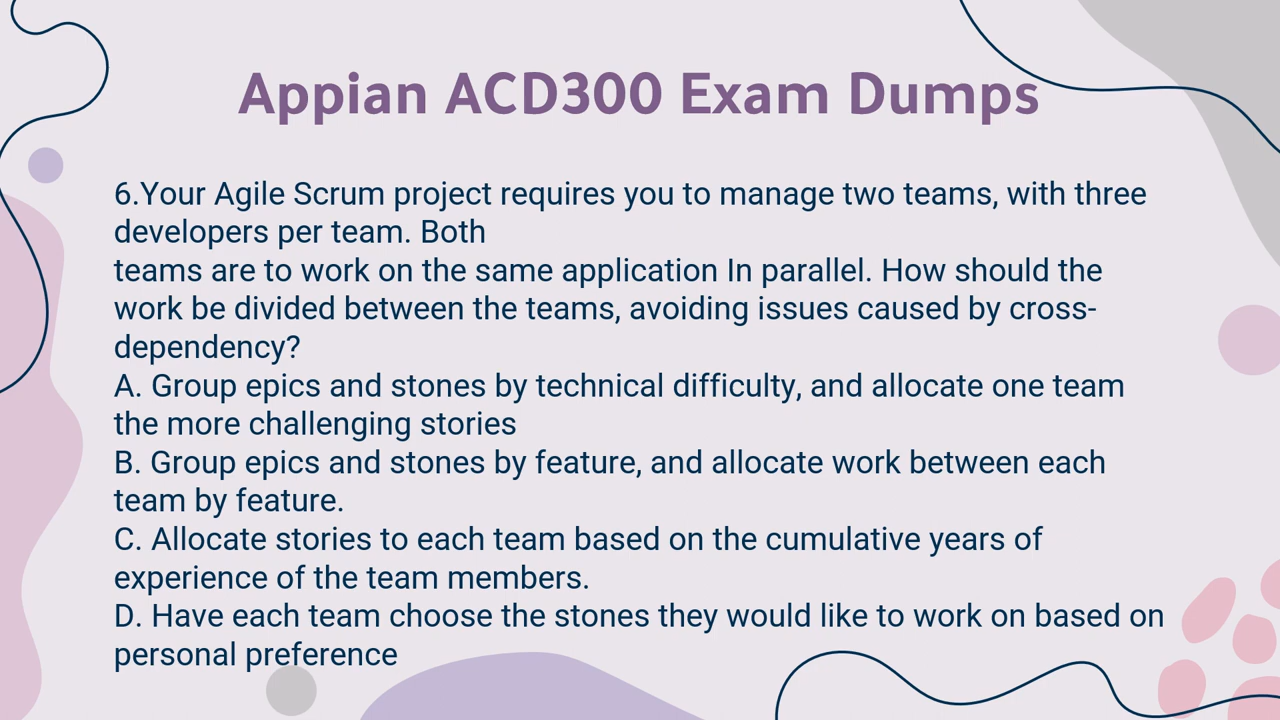 Appian ACD300 Exam Dumps
6.Your Agile Scrum project requires you to manage two teams, with three
developers per team. Both
teams are to work on the same application In parallel. How should the
work be divided between the teams, avoiding issues caused by cross-
dependency?
A. Group epics and stones by technical difficulty, and allocate one team
the more challenging stories
B. Group epics and stones by feature, and allocate work between each
team by feature.
C. Allocate stories to each team based on the cumulative years of
experience of the team members.
D. Have each team choose the stones they would like to work on based on
personal preference